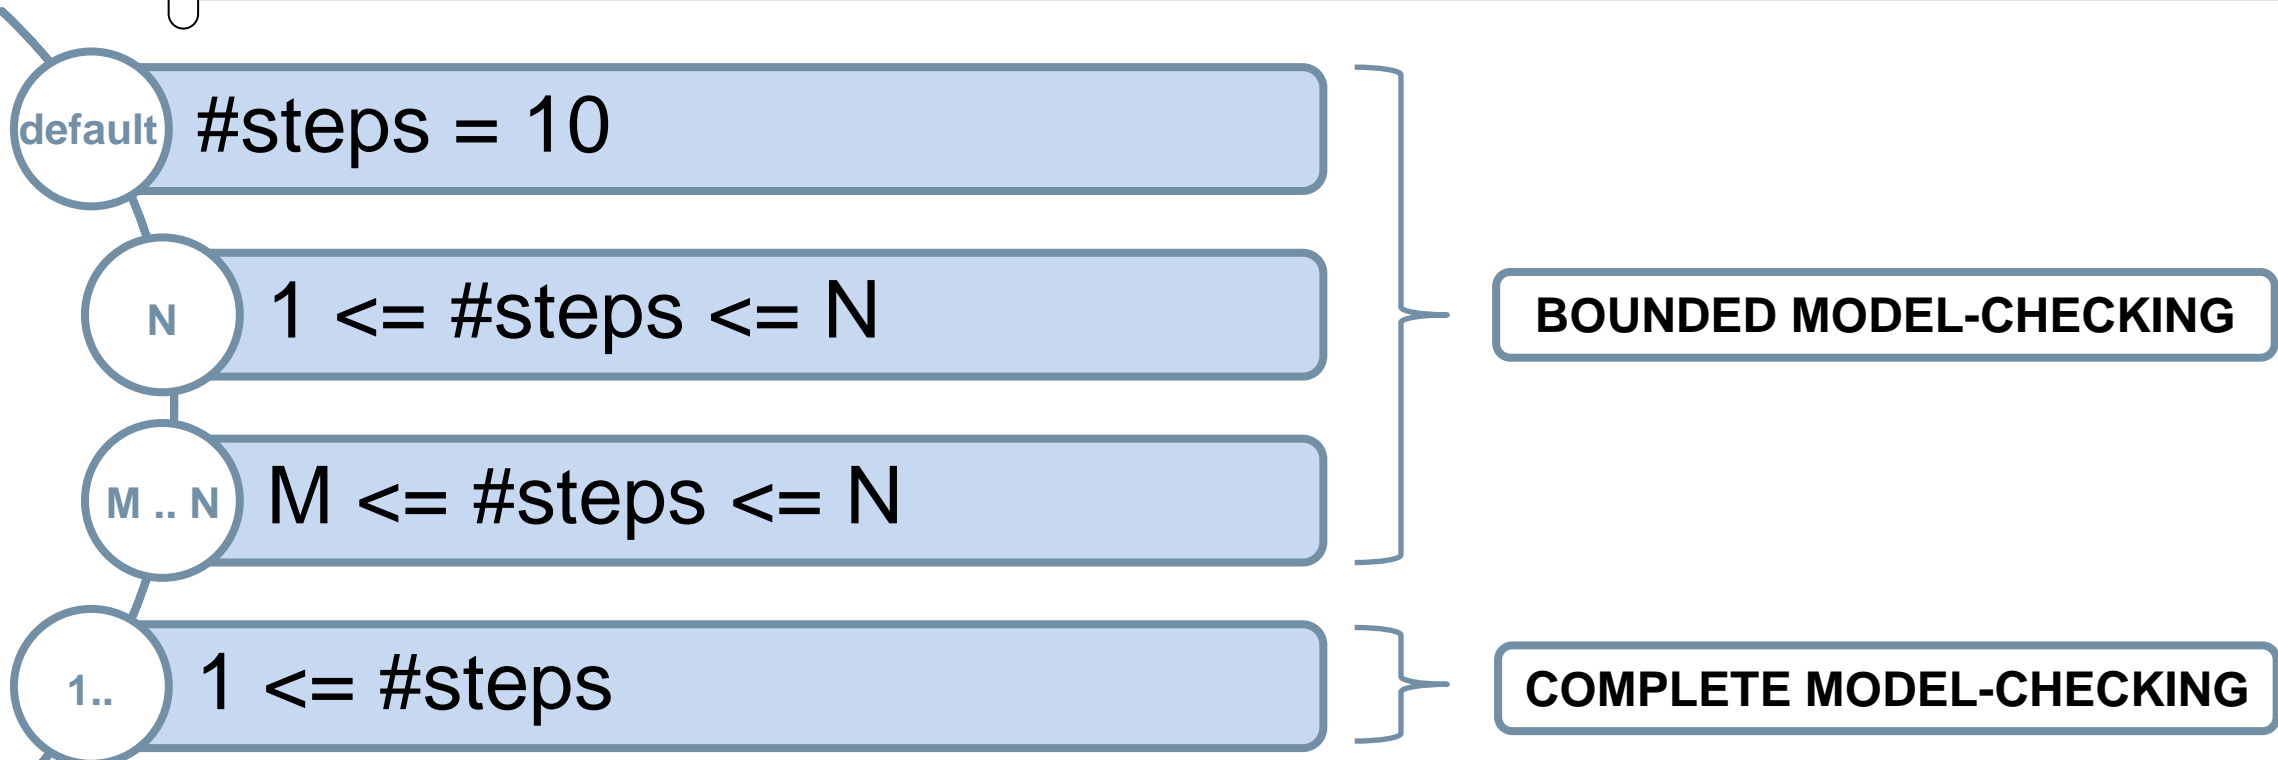 default #steps = 10
N 1 <= #steps <= N
BOUNDED MODEL-CHECKING
M .. N M <= #steps <= N
1.. 1 <= #steps
COMPLETE MODEL-CHECKING